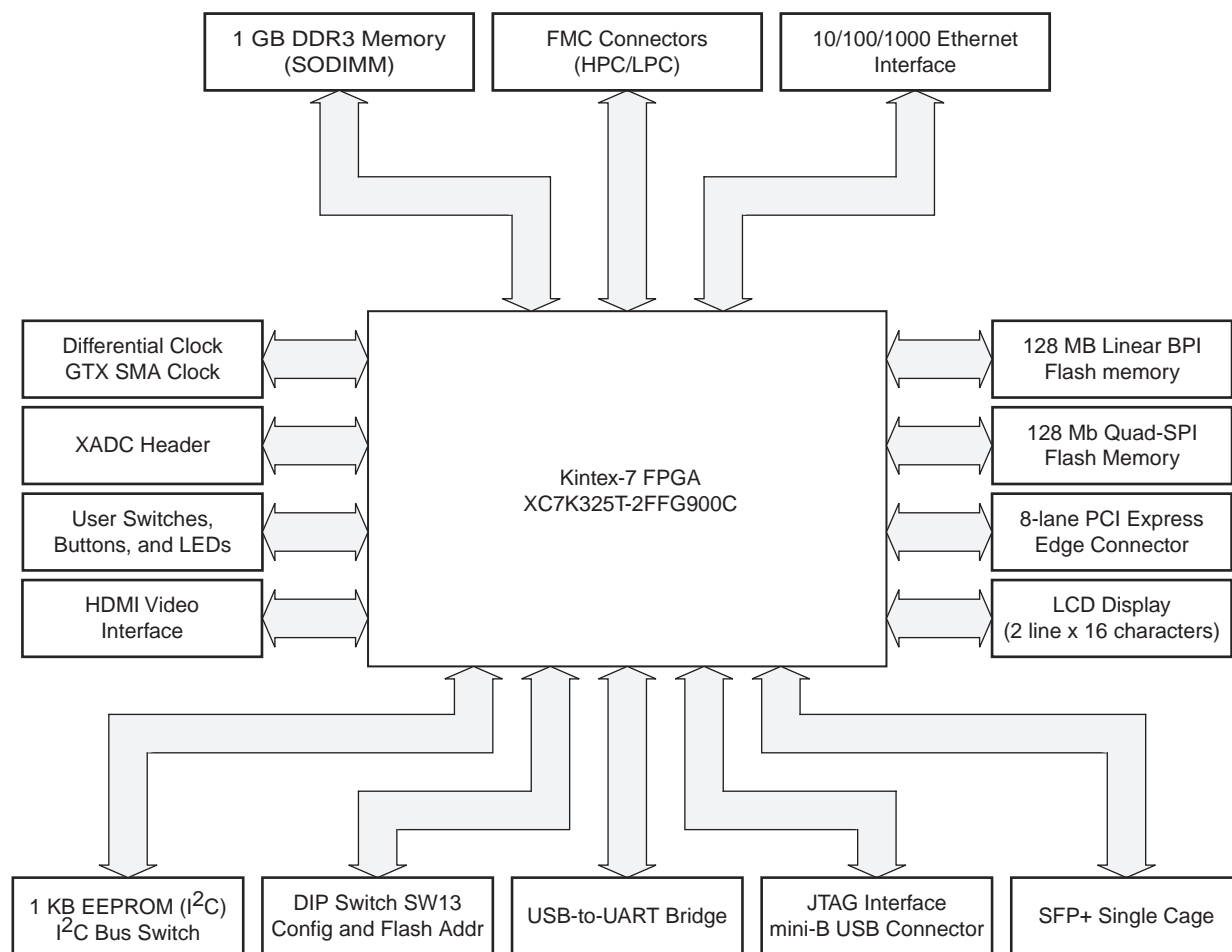 1 GB DDR3 Memory
(SODIMM)
FMC Connectors
(HPC/LPC)
10/100/1000 Ethernet
Interface
Differential Clock
GTX SMA Clock
XADC Header
User Switches,
Buttons, and LEDs
HDMI Video
Interface
Kintex-7 FPGA
XC7K325T-2FFG900C
128 MB Linear BPI
Flash memory
128 Mb Quad-SPI
Flash Memory
8-lane PCI Express
Edge Connector
LCD Display
(2 line x 16 characters)
1 KB EEPROM (I²C)
I²C Bus Switch
DIP Switch SW13
Config and Flash Addr
USB-to-UART Bridge
JTAG Interface
mini-B USB Connector
SFP+ Single Cage